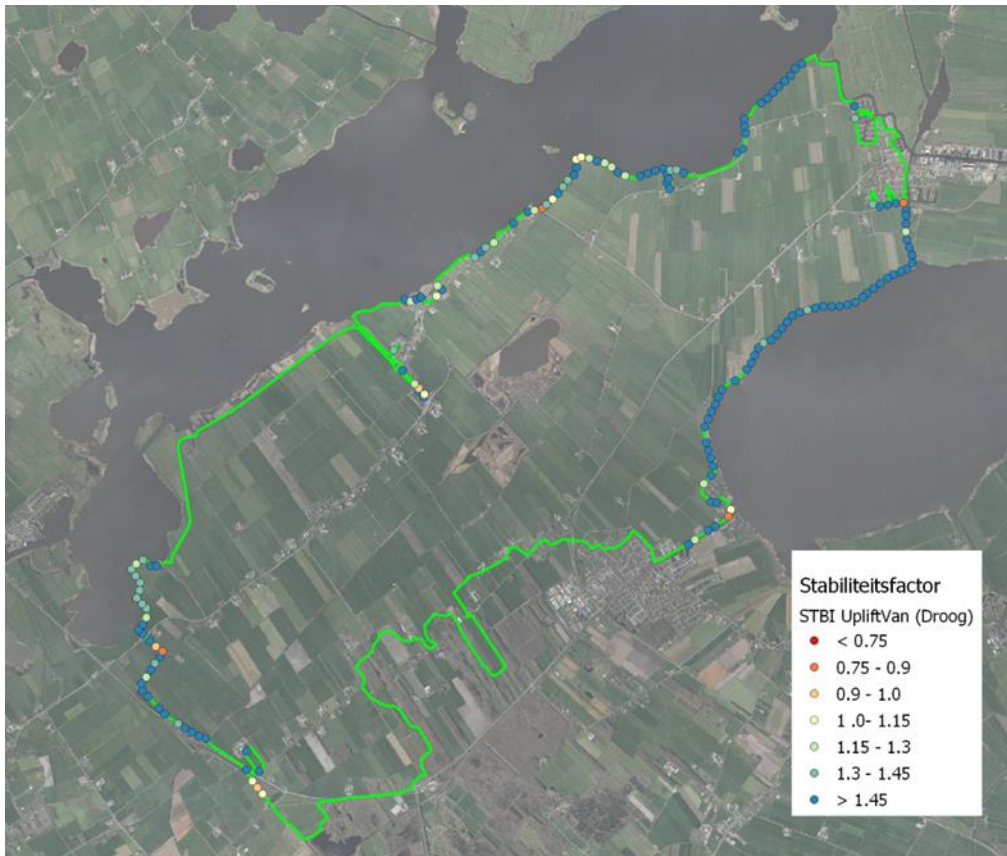 Stabiliteitsfactor
STBI UpliftVan (Droog)
< 0.75
0.75 - 0.9
0.9 - 1.0
1 .0- 1.15
1.15 - 1.3
1.3 - 1.45
> 1.45